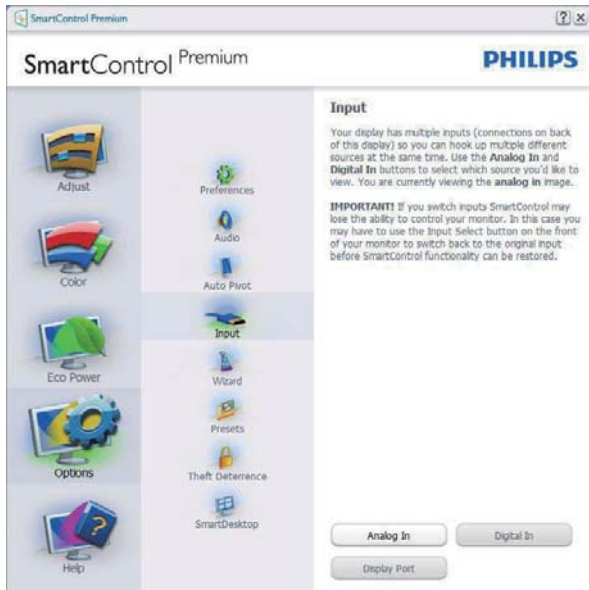 SmartControl Premium
SmartControl Premium
PHILIPS
Adjust
Color
Eco Power
Options
Help
Preferences
Audio
Auto Pivot
Input
Wizard
Presets
Theft Deterrence
SmartDesktop
Input
Your display has multiple inputs (connections on back
of this display) so you can hook up multiple different
sources at the same time. Use the Analog In and
Digital In buttons to select which source you'd like to
view. You are currently viewing the analog in image.
IMPORTANT! If you switch inputs SmartControl may
lose the ability to control your monitor. In this case you
may have to use the Input Select button on the front
of your monitor to switch back to the original input
before SmartControl functionality can be restored.
Analog In
Digital In
Display Port